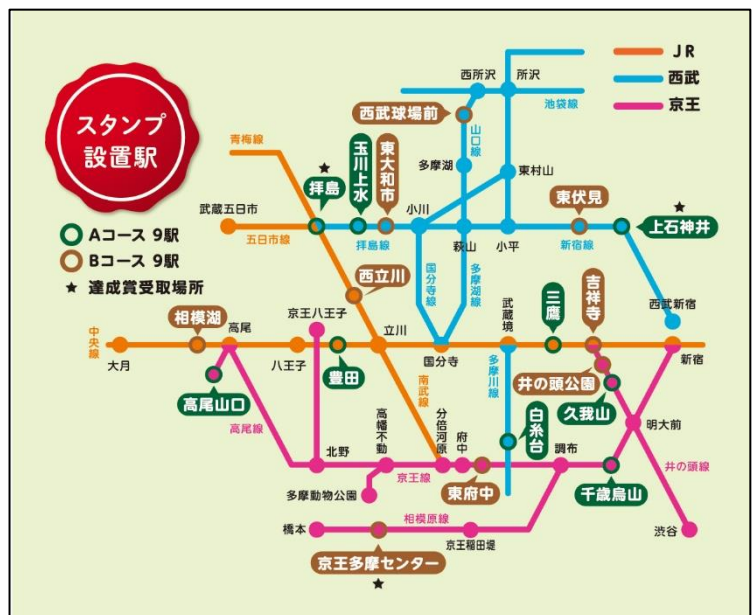 スタンプ
設置駅
Aコース 9駅
Bコース 9駅
★ 達成賞受取場所
JR
西武
京王
西所沢
所沢
池袋線
西武球場前
山口線
青梅線
玉川上水
東大和市
多摩湖
東村山
★
拝島
東伏見
★
上石神井
武蔵五日市
五日市線
拝島線
小川
萩山
小平
新宿線
西立川
国分寺線
多摩湖線
西武新宿
相模湖
京王八王子
武蔵境
三鷹
吉祥寺
中央線
高尾
立川
大月
八王子
豊田
国分寺
多摩川線
新宿
井の頭公園
高尾山口
南武線
久我山
高尾線
高幡不動
分倍河原
府中
白糸台
明大前
北野
調布
京王線
井の頭線
多摩動物公園
東府中
千歳烏山
相模原線
橋本
京王稲田堤
渋谷
京王多摩センター
★